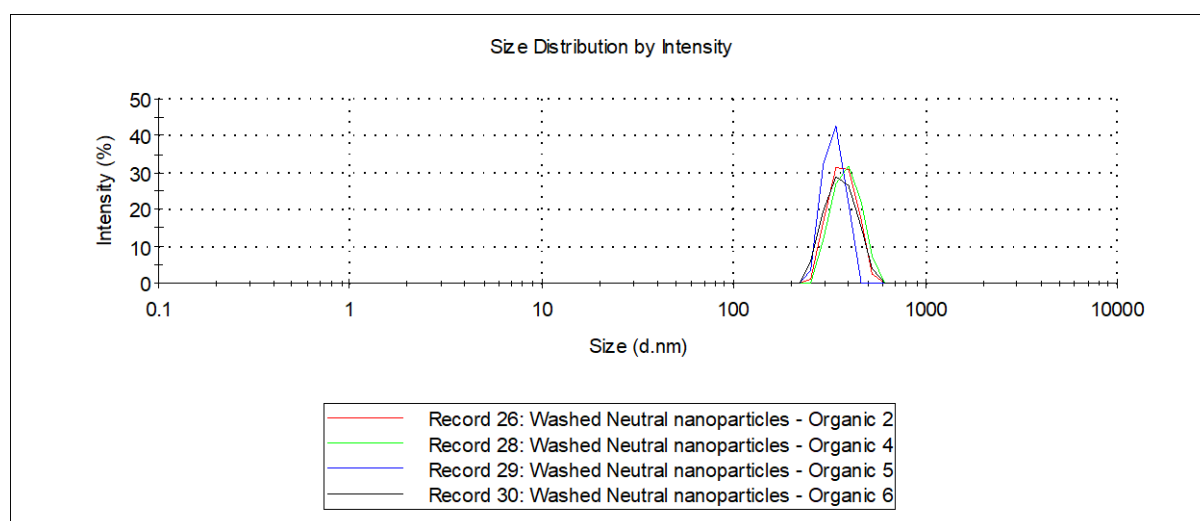 Size Distribution by Intensity
50
40
30
20
10
0
Intensity (%)
0.1 1 10 100 1000 10000
Size (d.nm)
Record 26: Washed Neutral nanoparticles - Organic 2
Record 28: Washed Neutral nanoparticles - Organic 4
Record 29: Washed Neutral nanoparticles - Organic 5
Record 30: Washed Neutral nanoparticles - Organic 6